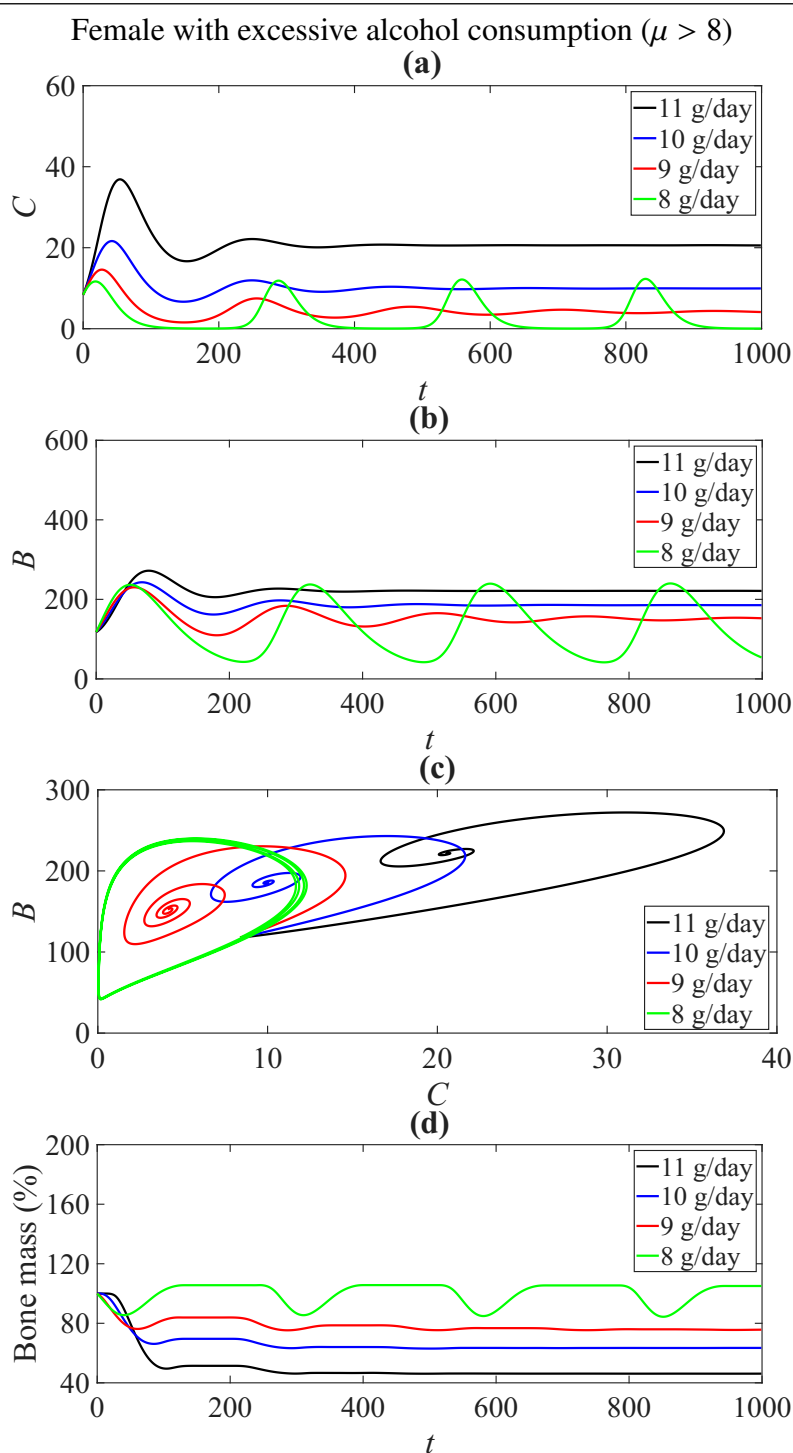 Female with excessive alcohol consumption (μ > 8)
(a)
60
40
20
0
C
11 g/day
10 g/day
9 g/day
8 g/day
0 200 400 600 800 1000
t
(b)
600
400
200
0
B
11 g/day
10 g/day
9 g/day
8 g/day
0 200 400 600 800 1000
t
(c)
300
200
100
0
B
11 g/day
10 g/day
9 g/day
8 g/day
0 10 20 30 40
C
(d)
200
160
120
80
40
Bone mass (%)
11 g/day
10 g/day
9 g/day
8 g/day
0 200 400 600 800 1000
t